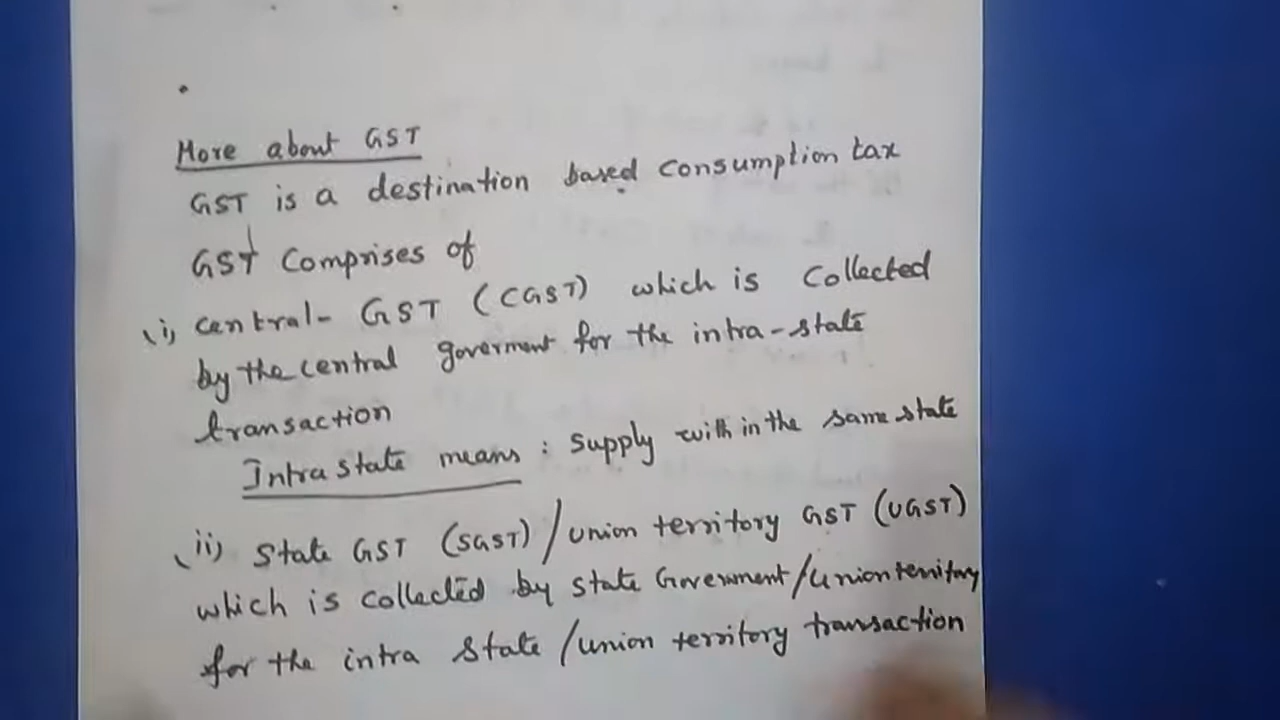 More about GST
GST is a destination based consumption tax
GST Comprises of
(i) central- GST (CGST) which is collected
by the central goverment for the intra-state
transaction
Intra state means : Supply with in the same state
(ii) State GST (SGST) / union territory GST (UGST)
which is collected by state Government/Union territory
for the intra state /union territory transaction